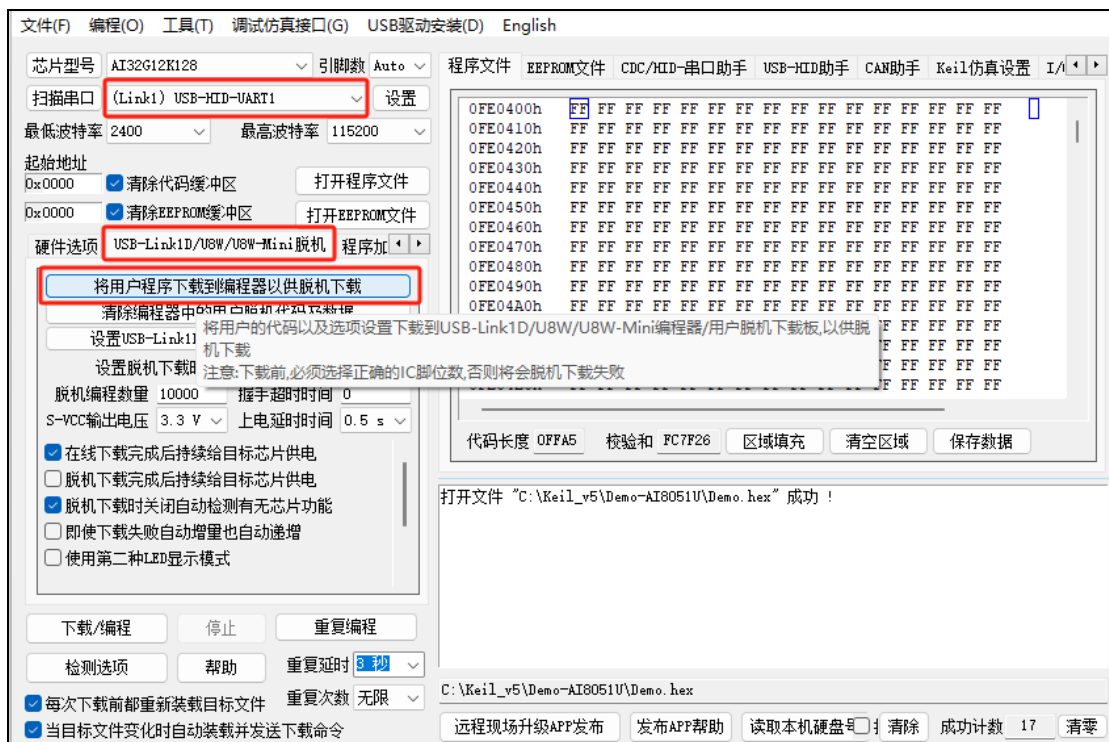 文件(F) 编程(O) 工具(T) 调试仿真接口(G) USB驱动安装(D) English
芯片型号 AI32G12K128 引脚数 Auto
扫描串口 (Link1) USB-HID-UART1 设置
最低波特率 2400 最高波特率 115200
起始地址
0x0000 清除代码缓冲区 打开程序文件
0x0000 清除EEPROM缓冲区 打开EEPROM文件
硬件选项 USB-Link1D/U8W/U8W-Mini脱机 程序加
将用户程序下载到编程器以供脱机下载
清除编程器中的用户脱机代码及数据
设置USB-Link1
设置脱机下载时
将用户的代码以及选项设置下载到USB-Link1D/U8W/U8W-Mini编程器/用户脱机下载板,以供脱
机下载
注意:下载前,必须选择正确的IC脚位数,否则将会脱机下载失败
脱机编程数量 10000 握手超时时间 0
S-VCC输出电压 3.3 V 上电延时时间 0.5 s
在线下载完成后持续给目标芯片供电
脱机下载完成后持续给目标芯片供电
脱机下载时关闭自动检测有无芯片功能
即使下载失败自动增量也自动递增
使用第二种LED显示模式
下载/编程 停止 重复编程
检测选项 帮助 重复延时 3 秒
每次下载前都重新装载目标文件 重复次数 无限
当目标文件变化时自动装载并发送下载命令
程序文件 EEPROM文件 CDC/HID-串口助手 USB-HID助手 CAN助手 Keil仿真设置 I/
0FE0400h FF FF FF FF FF FF FF FF FF FF FF FF FF FF FF FF
0FE0410h FF FF FF FF FF FF FF FF FF FF FF FF FF FF FF FF
0FE0420h FF FF FF FF FF FF FF FF FF FF FF FF FF FF FF FF
0FE0430h FF FF FF FF FF FF FF FF FF FF FF FF FF FF FF FF
0FE0440h FF FF FF FF FF FF FF FF FF FF FF FF FF FF FF FF
0FE0450h FF FF FF FF FF FF FF FF FF FF FF FF FF FF FF FF
0FE0460h FF FF FF FF FF FF FF FF FF FF FF FF FF FF FF FF
0FE0470h FF FF FF FF FF FF FF FF FF FF FF FF FF FF FF FF
0FE0480h FF FF FF FF FF FF FF FF FF FF FF FF FF FF FF FF
0FE0490h FF FF FF FF FF FF FF FF FF FF FF FF FF FF FF FF
0FE04A0h FF FF FF FF FF FF FF FF FF FF FF FF FF FF FF FF
FF FF FF FF
FF FF FF FF
FF FF FF FF
FF FF FF FF
代码长度 0FFA5 校验和 FC7F26 区域填充 清空区域 保存数据
打开文件 "C:\Keil_v5\Demo-AI8051U\Demo.hex" 成功 !
C:\Keil_v5\Demo-AI8051U\Demo.hex
远程现场升级APP发布 发布APP帮助 读取本机硬盘号 清除 成功计数 17 清零